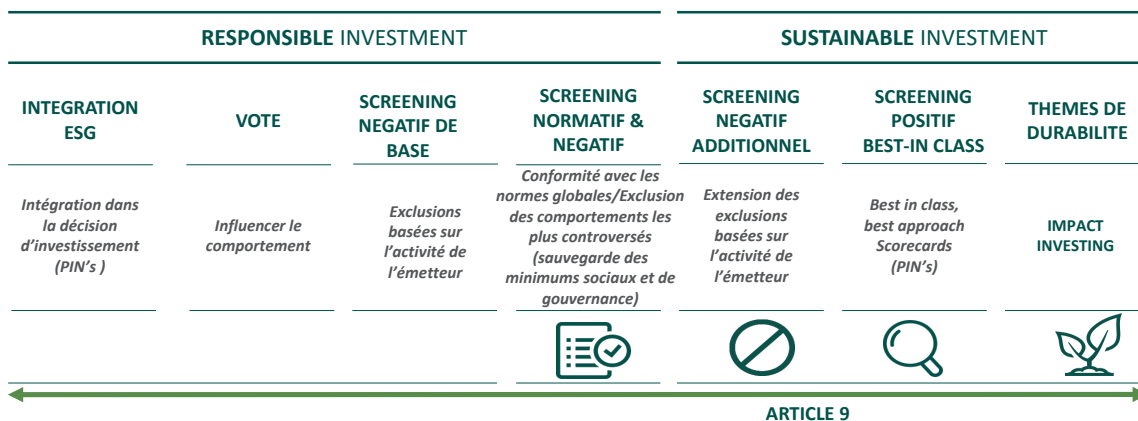 RESPONSIBLE INVESTMENT
SUSTAINABLE INVESTMENT
INTEGRATION
ESG
VOTE
SCREENING
NEGATIF DE
BASE
SCREENING
NORMATIF &
NEGATIF
SCREENING
NEGATIF
ADDITIONNEL
SCREENING
POSITIF
BEST-IN CLASS
THEMES DE
DURABILITE
Intégration dans
la décision
d’investissement
(PIN’s )
Influencer le
comportement
Exclusions
basées sur
l’activité de
l’émetteur
Conformité avec les
normes globales/Exclusion
des comportements les
plus controversés
(sauvegarde des
minimums sociaux et de
gouvernance)
Extension des
exclusions
basées sur
l’activité de
l’émetteur
Best in class,
best approach
Scorecards
(PIN’s)
IMPACT
INVESTING
ARTICLE 9